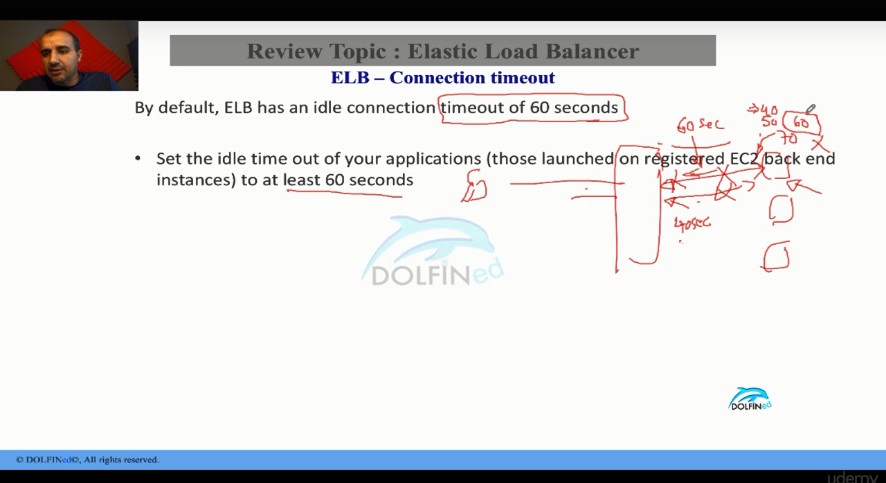 Review Topic : Elastic Load Balancer
ELB – Connection timeout
By default, ELB has an idle connection timeout of 60 seconds
60 sec
40
50 60
70
• Set the idle time out of your applications (those launched on registered EC2 back end
instances) to at least 60 seconds
40sec
DOLFINed
DOLFINed
© DOLFINed©, All rights reserved.
udemy